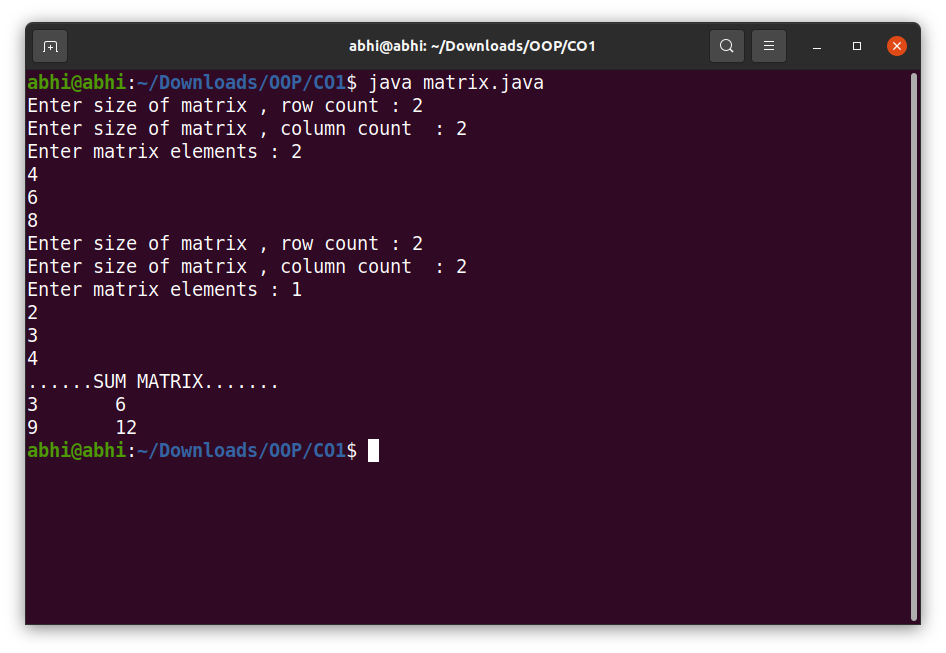 abhi@abhi: ~/Downloads/OOP/CO1
abhi@abhi:~/Downloads/OOP/CO1$ java matrix.java
Enter size of matrix , row count : 2
Enter size of matrix , column count  : 2
Enter matrix elements : 2
4
6
8
Enter size of matrix , row count : 2
Enter size of matrix , column count  : 2
Enter matrix elements : 1
2
3
4
......SUM MATRIX.......
3       6
9       12
abhi@abhi:~/Downloads/OOP/CO1$